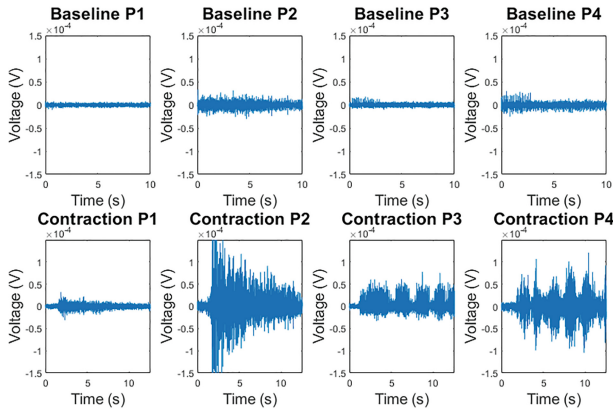 Baseline P1 Baseline P2 Baseline P3 Baseline P4
×10-4 ×10-4 ×10-4 ×10-4
1.5 1.5 1.5 1.5
1 1 1 1
0.5 0.5 0.5 0.5
0 0 0 0
-0.5 -0.5 -0.5 -0.5
-1 -1 -1 -1
-1.5 -1.5 -1.5 -1.5
Voltage (V) Voltage (V) Voltage (V) Voltage (V)
0 5 10 0 5 10 0 5 10 0 5 10
Time (s) Time (s) Time (s) Time (s)
Contraction P1 Contraction P2 Contraction P3 Contraction P4
×10-4 ×10-4 ×10-4 ×10-4
1 1 1 1
0.5 0.5 0.5 0.5
0 0 0 0
-0.5 -0.5 -0.5 -0.5
-1 -1 -1 -1
-1.5 -1.5 -1.5 -1.5
Voltage (V) Voltage (V) Voltage (V) Voltage (V)
0 5 10 0 5 10 0 5 10 0 5 10
Time (s) Time (s) Time (s) Time (s)